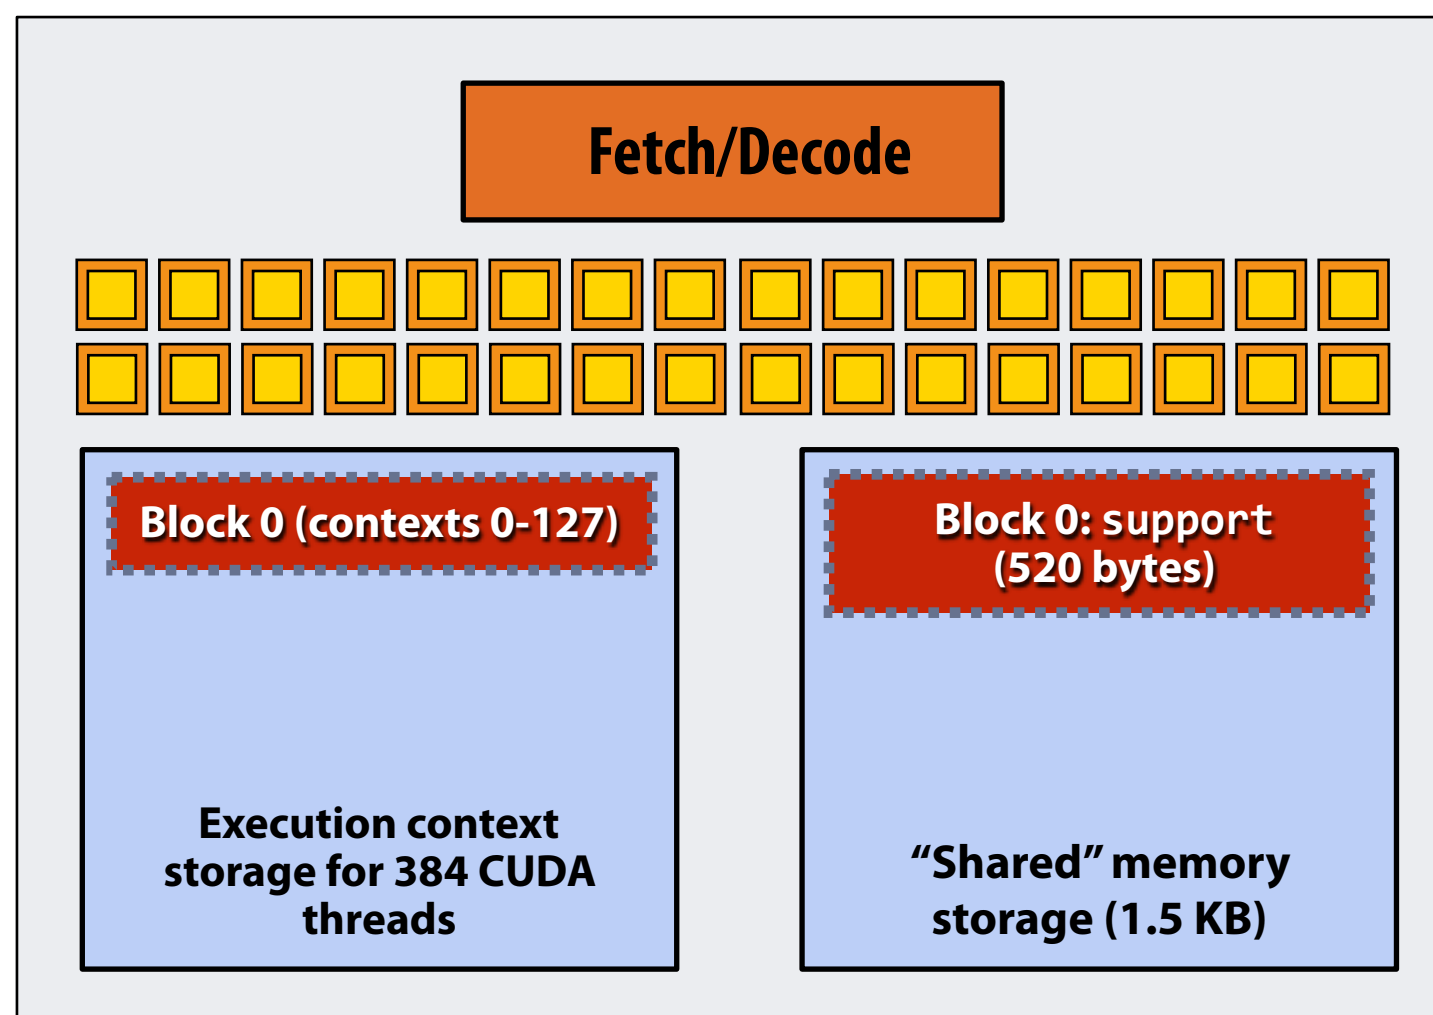 Fetch/Decode
Block 0 (contexts 0-127)
Execution context
storage for 384 CUDA
threads
Block 0: support
(520 bytes)
“Shared” memory
storage (1.5 KB)